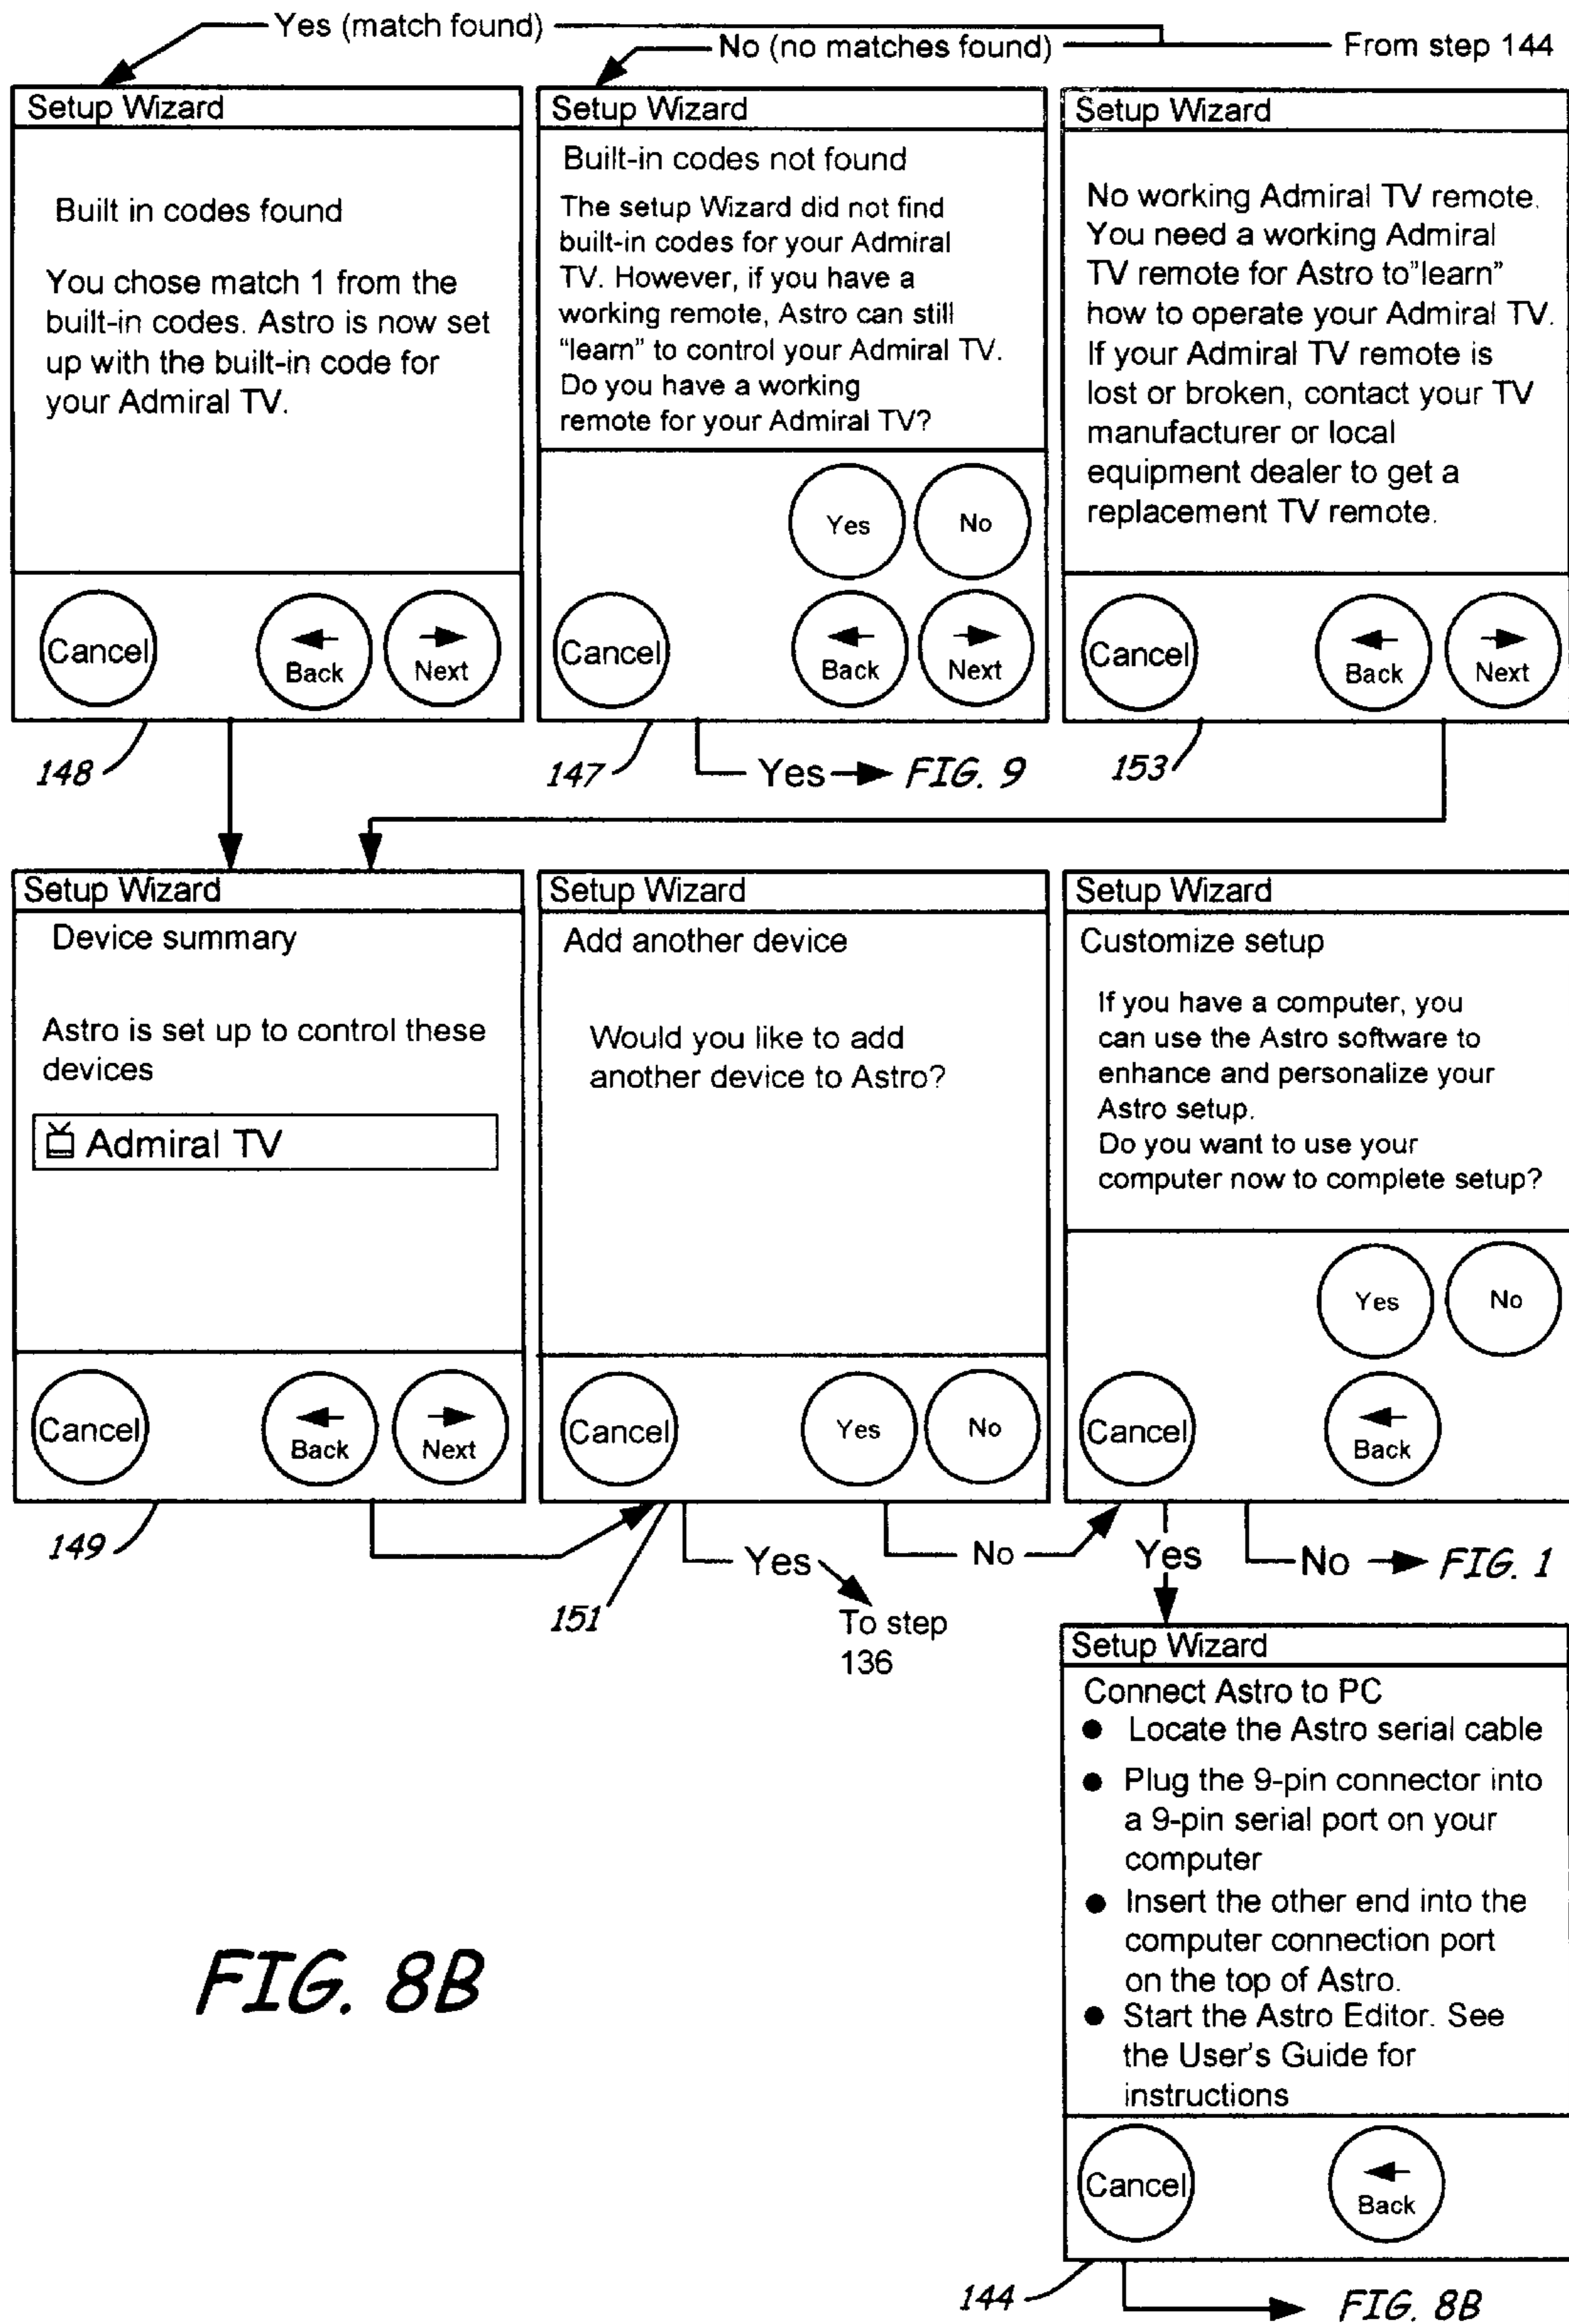 Yes (match found)
No (no matches found)
From step 144
Setup Wizard
Built in codes found
You chose match 1 from the
built-in codes. Astro is now set
up with the built-in code for
your Admiral TV.
Cancel
Back
Next
148
Setup Wizard
Built-in codes not found
The setup Wizard did not find
built-in codes for your Admiral
TV. However, if you have a
working remote, Astro can still
“learn” to control your Admiral TV.
Do you have a working
remote for your Admiral TV?
Yes
No
Cancel
Back
Next
147
Yes
FIG. 9
Setup Wizard
No working Admiral TV remote.
You need a working Admiral
TV remote for Astro to"learn”
how to operate your Admiral TV.
If your Admiral TV remote is
lost or broken, contact your TV
manufacturer or local
equipment dealer to get a
replacement TV remote.
Cancel
Back
Next
153
Setup Wizard
Device summary
Astro is set up to control these
devices
Admiral TV
Cancel
Back
Next
149
Setup Wizard
Add another device
Would you like to add
another device to Astro?
Cancel
Yes
No
151
Yes
To step
136
No
Setup Wizard
Customize setup
If you have a computer, you
can use the Astro software to
enhance and personalize your
Astro setup.
Do you want to use your
computer now to complete setup?
Yes
No
Cancel
Back
Yes
No
FIG. 1
Setup Wizard
Connect Astro to PC
● Locate the Astro serial cable
● Plug the 9-pin connector into
a 9-pin serial port on your
computer
● Insert the other end into the
computer connection port
on the top of Astro.
● Start the Astro Editor. See
the User's Guide for
instructions
Cancel
Back
144
FIG. 8B
FIG. 8B